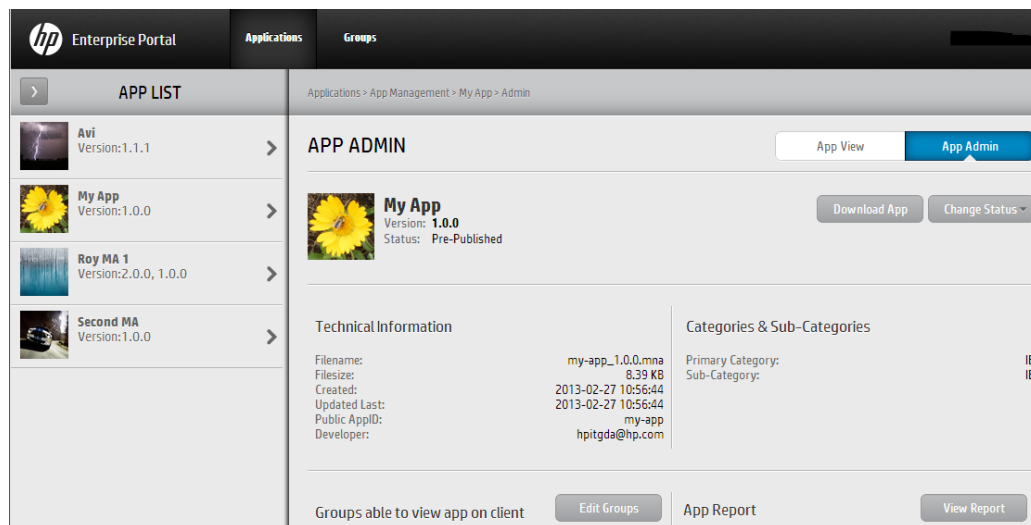 hp Enterprise Portal Applications Groups
APP LIST
Applications > App Management > My App > Admin
Avi
Version:1.1.1
My App
Version:1.0.0
Roy MA 1
Version:2.0.0, 1.0.0
Second MA
Version:1.0.0
APP ADMIN
App View App Admin
My App
Version: 1.0.0
Status: Pre-Published
Download App Change Status
Technical Information
Filename: my-app_1.0.0.mna
Filesize: 8.39 KB
Created: 2013-02-27 10:56:44
Updated Last: 2013-02-27 10:56:44
Public AppID: my-app
Developer: hpitgda@hp.com
Categories & Sub-Categories
Primary Category:
Sub-Category:
Groups able to view app on client Edit Groups
App Report View Report